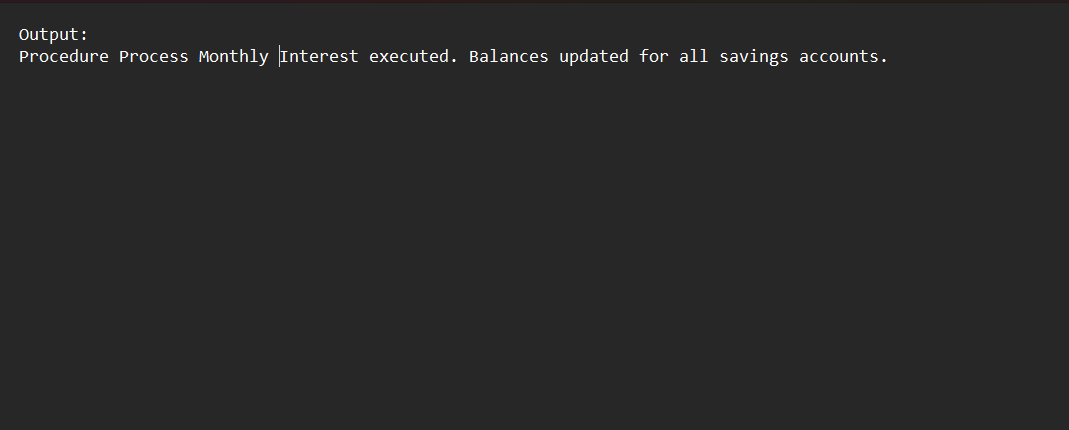 Output:
Procedure Process Monthly Interest executed. Balances updated for all savings accounts.